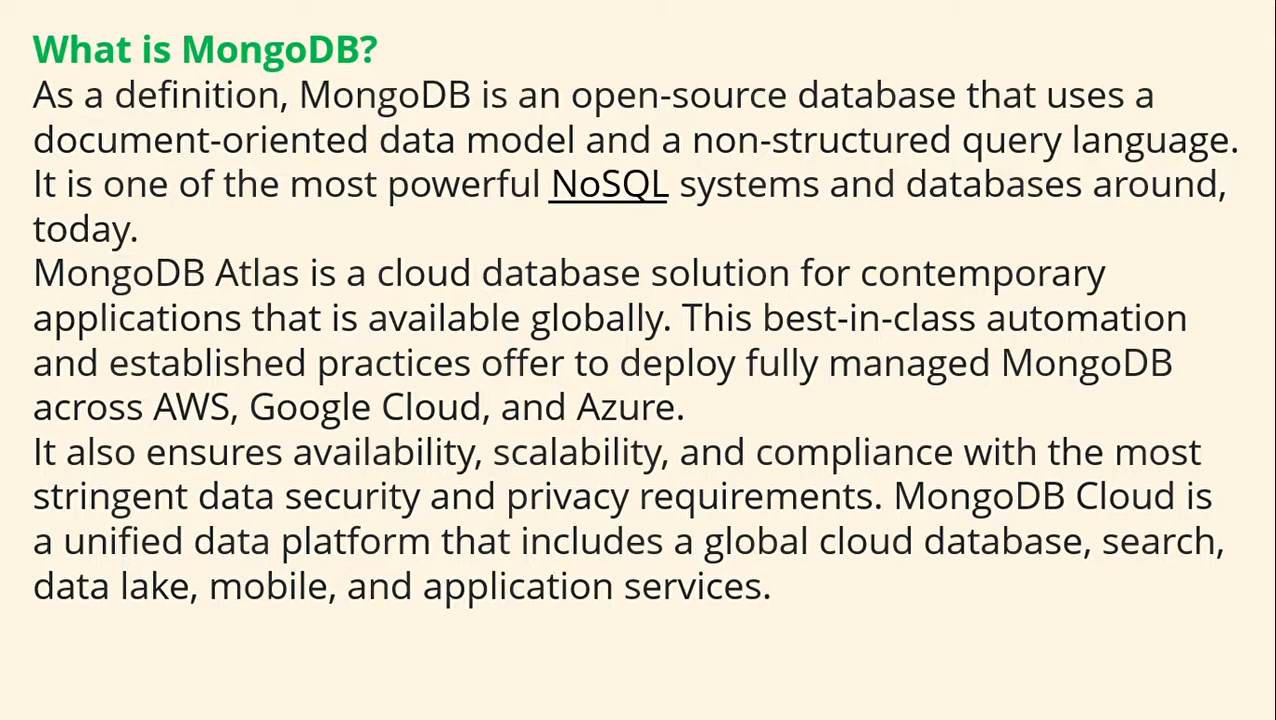 What is MongoDB?
As a definition, MongoDB is an open-source database that uses a
document-oriented data model and a non-structured query language.
It is one of the most powerful NoSQL systems and databases around,
today.
MongoDB Atlas is a cloud database solution for contemporary
applications that is available globally. This best-in-class automation
and established practices offer to deploy fully managed MongoDB
across AWS, Google Cloud, and Azure.
It also ensures availability, scalability, and compliance with the most
stringent data security and privacy requirements. MongoDB Cloud is
a unified data platform that includes a global cloud database, search,
data lake, mobile, and application services.